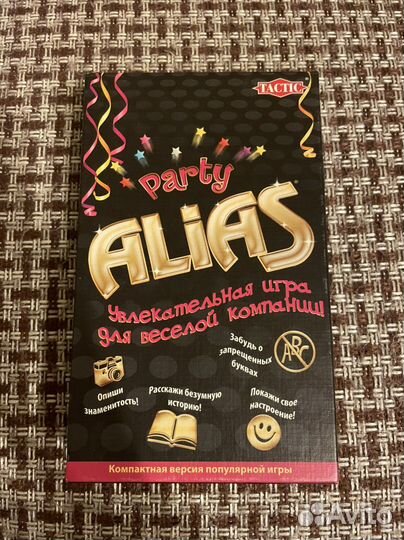 TACTIC
Party
ALiAS
Увлекательная игра
для веселой компании!
Забудь о
запрещенных
буквах
ABC
Опиши
знаменитость!
Расскажи безумную
историю!
Покажи своё
настроение!
Компактная версия популярной игры
Avito